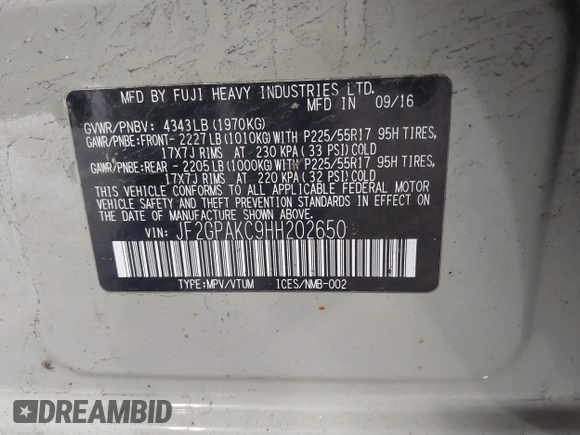 MFD BY FUJI HEAVY INDUSTRIES LTD.
MFD IN 09/16
GVWR/PNBV: 4343LB (1970KG)
GAWR/PNBE:FRONT- 2227LB(1010KG)WITH P225/55R17 95H TIRES,
17X7J RIMS AT 230 KPA(33 PSI)COLD
GAWR/PNBE:REAR - 2205LB(1000KG)WITH P225/55R17 95H TIRES,
17X7J RIMS AT 220 KPA(32 PSI)COLD
THIS VEHICLE CONFORMS TO ALL APPLICABLE FEDERAL MOTOR
VEHICLE SAFETY AND THEFT PREVENTION STANDARDS IN EFFECT
ON THE DATE OF MANUFACTURE SHOWN ABOVE.
VIN: JF2GPAKC9HH202650
TYPE:MPV/VTUM ICES/NMB-002
DREAMBID